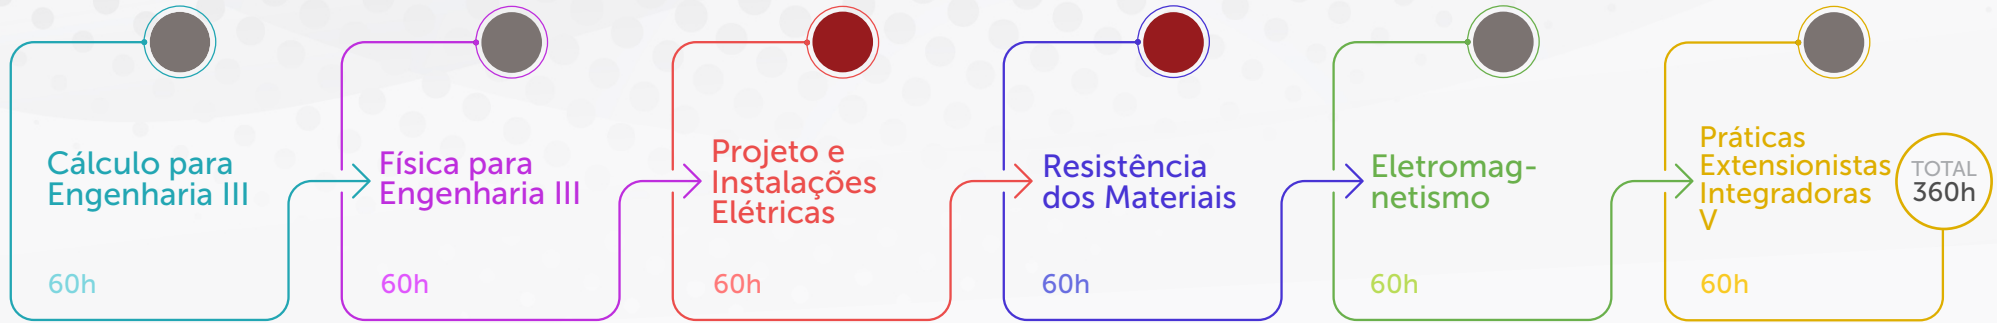 Cálculo para
Engenharia III
60h
Física para
Engenharia III
60h
Projeto e
Instalações
Elétricas
60h
Resistência
dos Materiais
60h
Eletromag-
netismo
60h
Práticas
Extensionistas
Integradoras
V
60h
TOTAL
360h